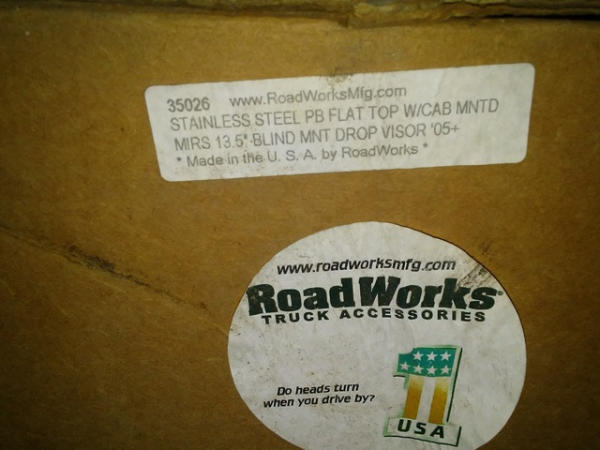 35026 www.RoadWorksMfg.com
STAINLESS STEEL PB FLAT TOP W/CAB MNTD
MIRS 13.5" BLIND MNT DROP VISOR '05+
* Made in the U. S. A. by RoadWorks *
www.roadworksmfg.com
RoadWorks®
TRUCK ACCESSORIES
Do heads turn
when you drive by?
1
USA